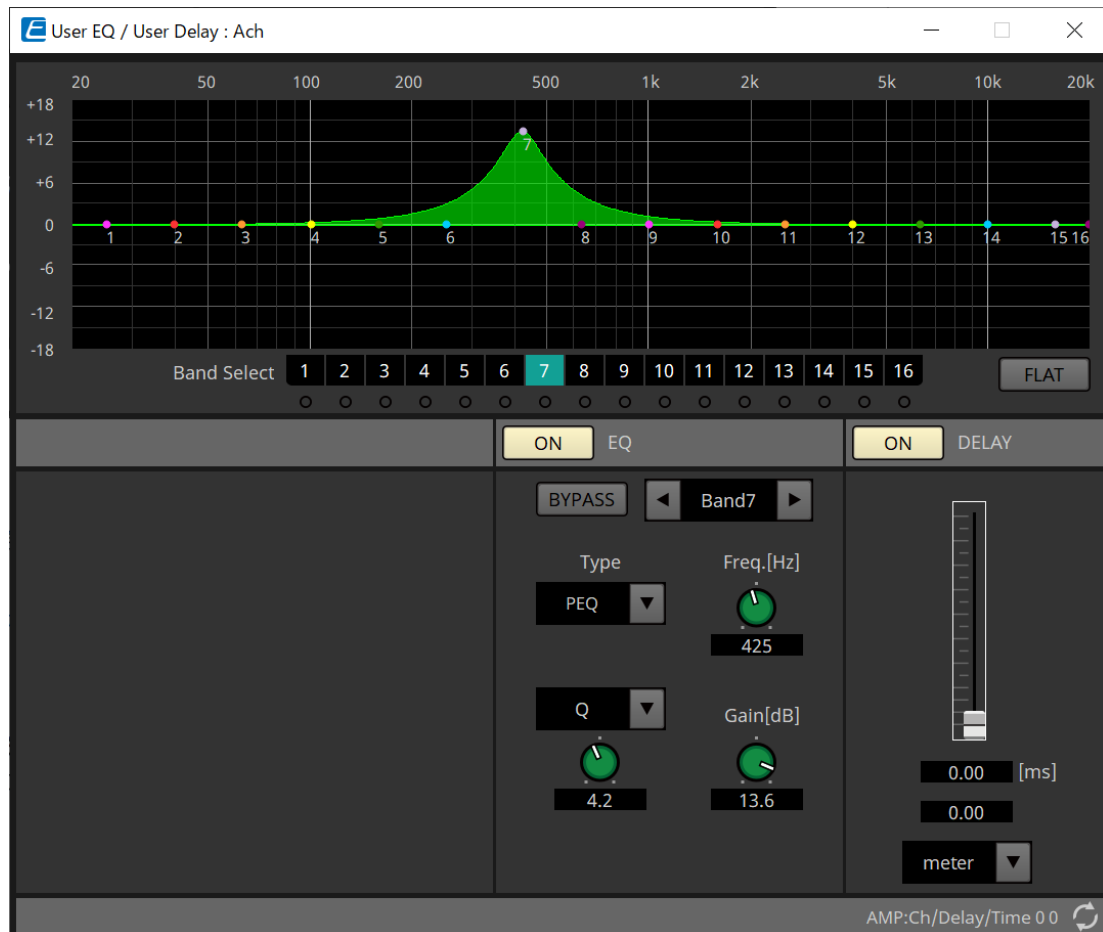 User EQ / User Delay : Ach
20 50 100 200 500 1k 2k 5k 10k 20k
+18
+12
7
+6
0
1 2 3 4 5 6 8 9 10 11 12 13 14 15 16
-6
-12
-18
Band Select 1 2 3 4 5 6 7 8 9 10 11 12 13 14 15 16 FLAT
ON EQ ON DELAY
BYPASS Band7
Type Freq.[Hz]
PEQ
425
Q Gain[dB]
4.2 13.6
0.00 [ms]
0.00
meter
AMP:Ch/Delay/Time 0 0